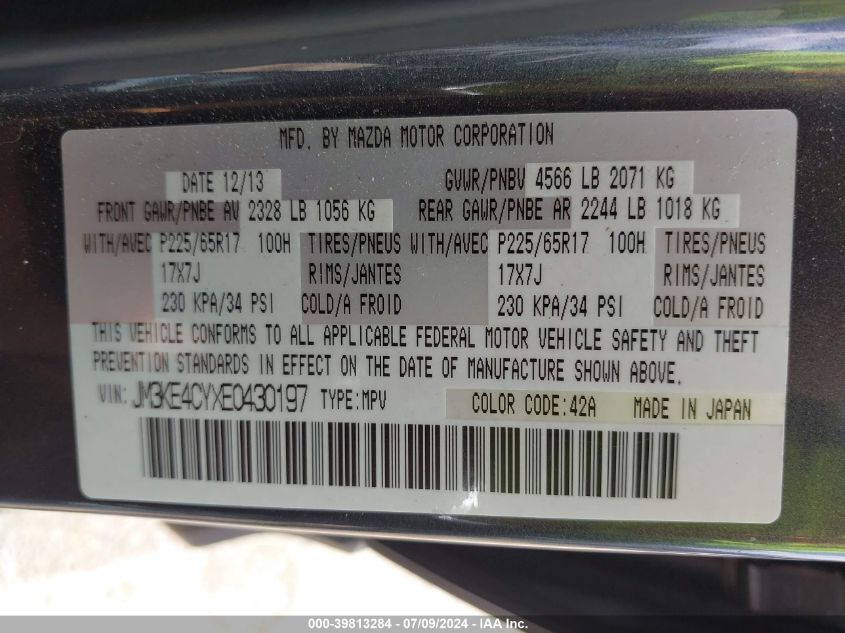 MFD. BY MAZDA MOTOR CORPORATION
DATE 12/13 GVWR/PNBV 4566 LB 2071 KG
FRONT GAWR/PNBE AV 2328 LB 1056 KG REAR GAWR/PNBE AR 2244 LB 1018 KG
WITH/AVEC P225/65R17 100H TIRES/PNEUS WITH/AVEC P225/65R17 100H TIRES/PNEUS
17X7J RIMS/JANTES 17X7J RIMS/JANTES
230 KPA/34 PSI COLD/A FROID 230 KPA/34 PSI COLD/A FROID
THIS VEHICLE CONFORMS TO ALL APPLICABLE FEDERAL MOTOR VEHICLE SAFETY AND THEFT
PREVENTION STANDARDS IN EFFECT ON THE DATE OF MANUFACTURE SHOWN ABOVE.
VIN: JM3KE4CYXE0430197 TYPE:MPV COLOR CODE:42A MADE IN JAPAN
000-39813284 - 07/09/2024 - IAA Inc.